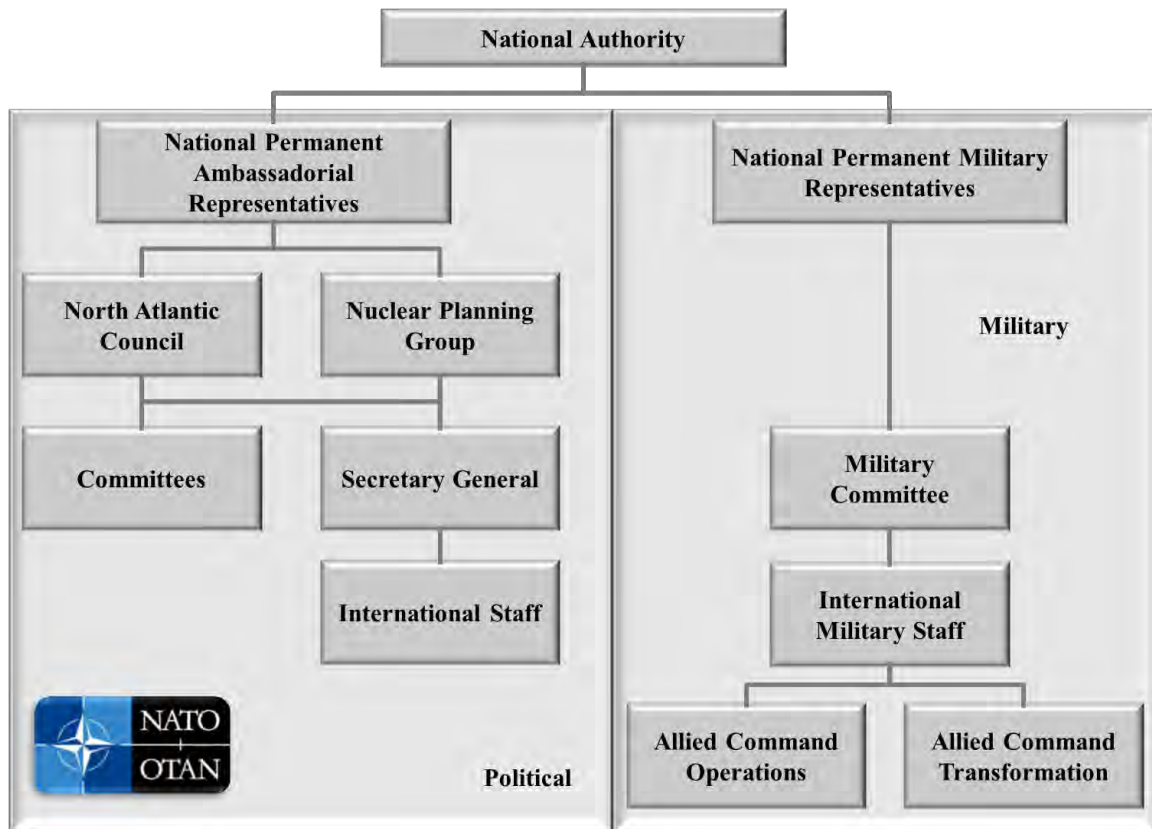 National Authority
National Permanent
Ambassadorial
Representatives
National Permanent Military
Representatives
North Atlantic
Council
Nuclear Planning
Group
Military
Committees
Secretary General
Military
Committee
International Staff
International
Military Staff
NATO
OTAN
Political
Allied Command
Operations
Allied Command
Transformation